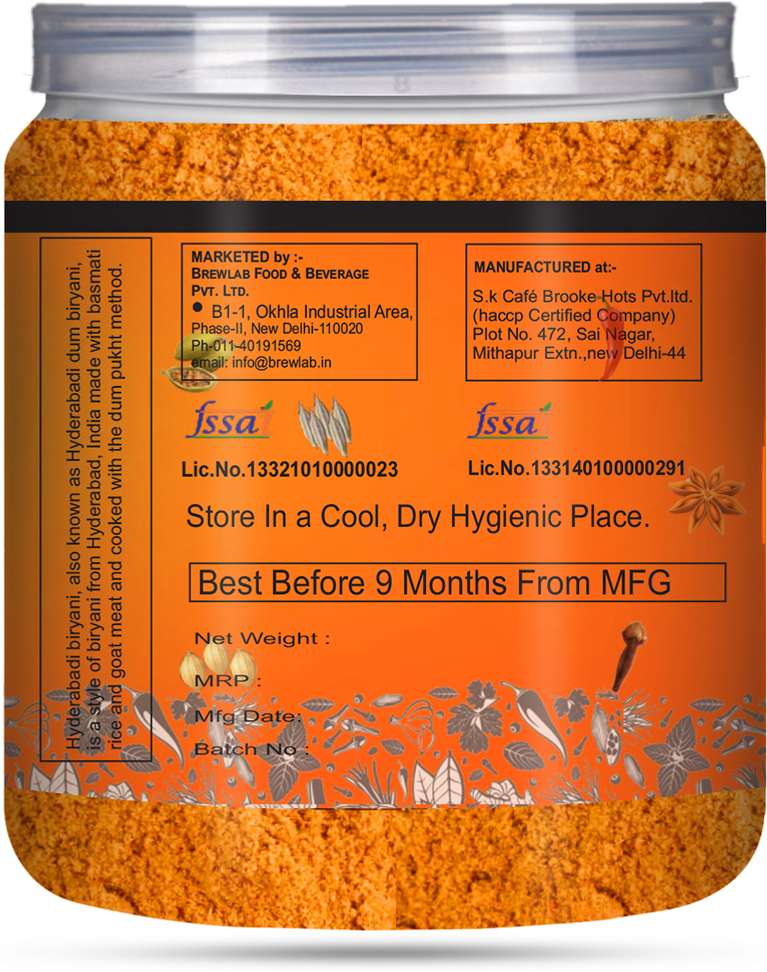 Hyderabadi biryani, also known as Hyderabadi dum biryani,
is a style of biryani from Hyderabad, India made with basmati
rice and goat meat and cooked with the dum pukht method.
MARKETED by :-
BREWLAB FOOD & BEVERAGE
PVT. LTD.
• B1-1, Okhla Industrial Area,
Phase-II, New Delhi-110020
Ph-011-40191569
email: info@brewlab.in
MANUFACTURED at:-
S.k Café Brooke Hots Pvt.ltd.
(haccp Certified Company)
Plot No. 472, Sai Nagar,
Mithapur Extn.,new Delhi-44
fssai
Lic.No.13321010000023
fssai
Lic.No.133140100000291
Store In a Cool, Dry Hygienic Place.
Best Before 9 Months From MFG
Net Weight :
MRP :
Mfg Date:
Batch No :